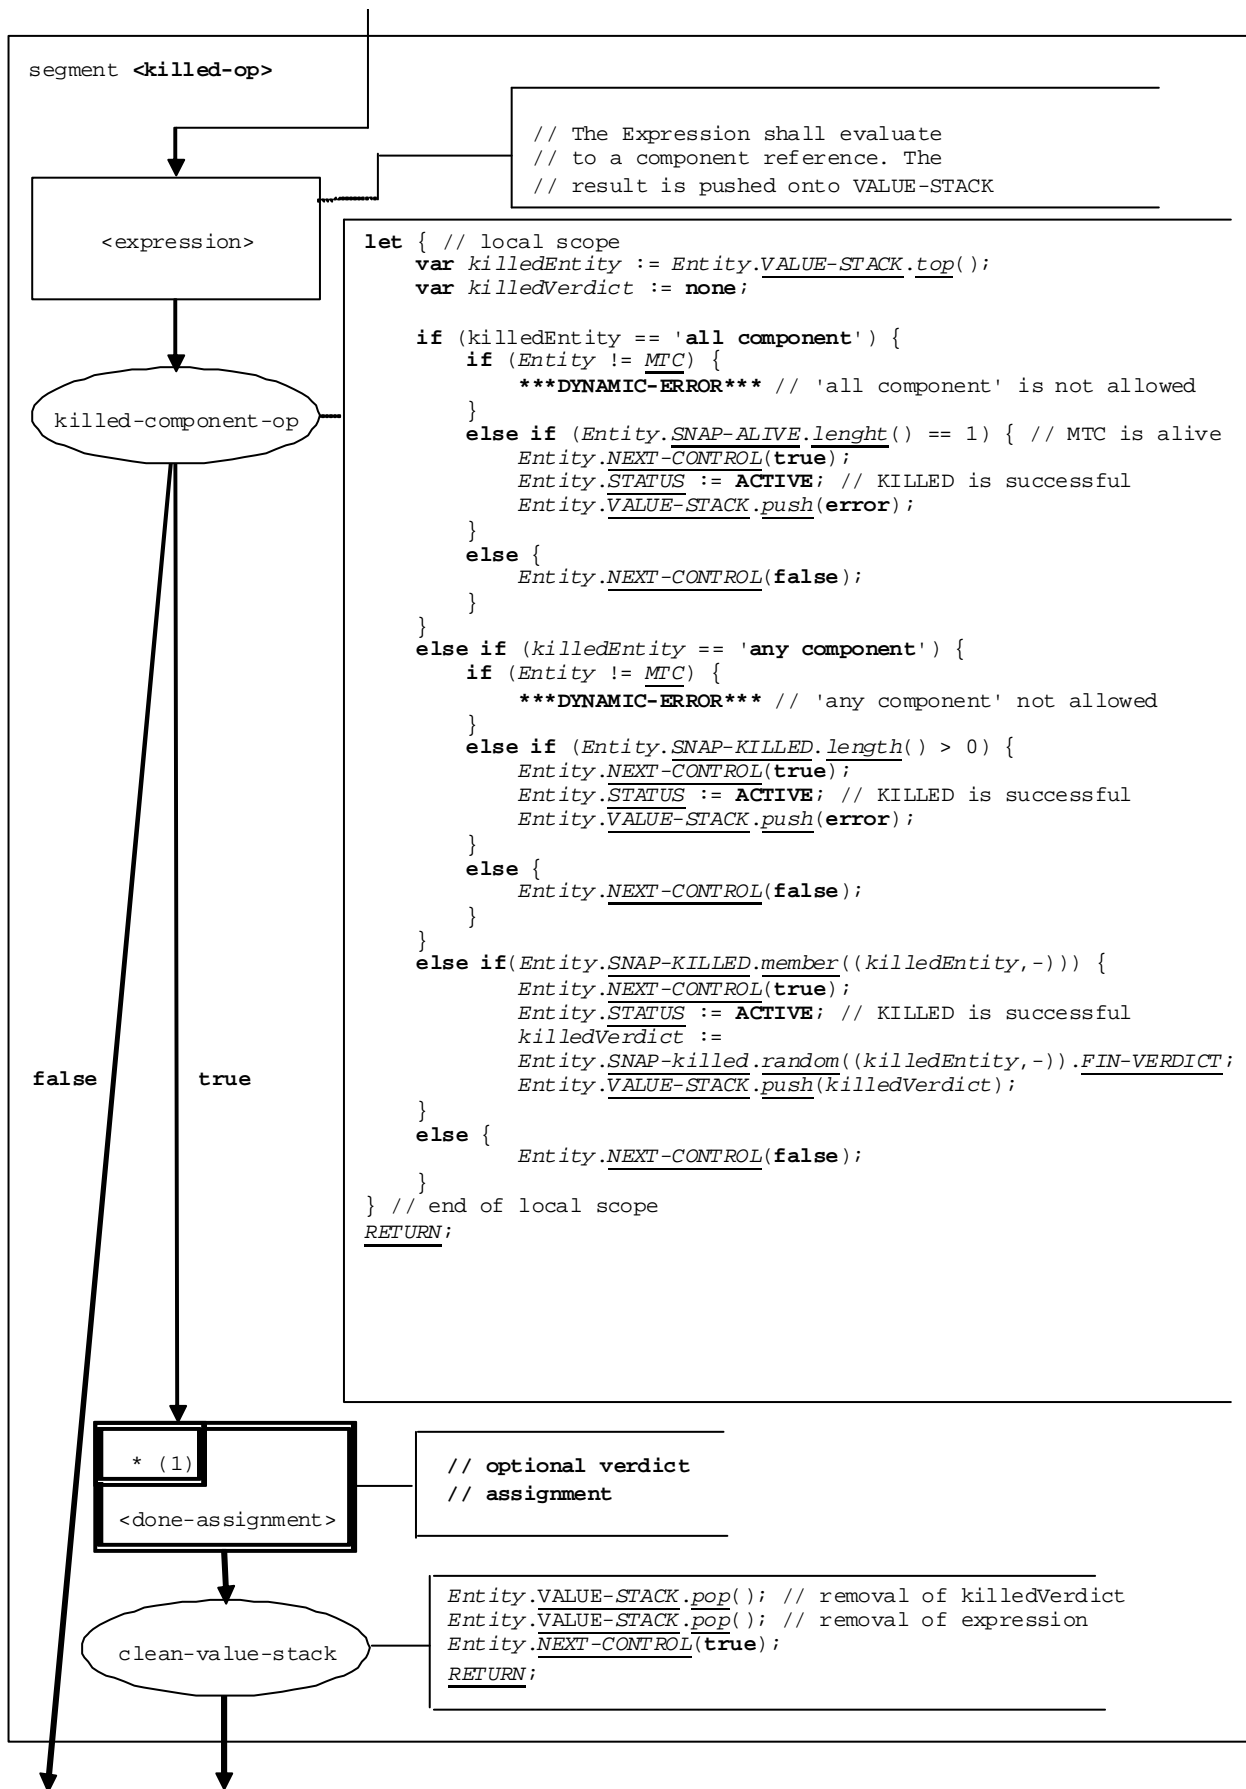 segment <killed-op>
// The Expression shall evaluate
// to a component reference. The
// result is pushed onto VALUE-STACK
<expression>
let { // local scope
var killedEntity := Entity.VALUE-STACK.top();
var killedVerdict := none;
if (killedEntity == 'all component') {
if (Entity != MTC) {
***DYNAMIC-ERROR*** // 'all component' is not allowed
}
else if (Entity.SNAP-ALIVE.lenght() == 1) { // MTC is alive
Entity.NEXT-CONTROL(true);
Entity.STATUS := ACTIVE; // KILLED is successful
Entity.VALUE-STACK.push(error);
}
else {
Entity.NEXT-CONTROL(false);
}
}
else if (killedEntity == 'any component') {
if (Entity != MTC) {
***DYNAMIC-ERROR*** // 'any component' not allowed
}
else if (Entity.SNAP-KILLED.length() > 0) {
Entity.NEXT-CONTROL(true);
Entity.STATUS := ACTIVE; // KILLED is successful
Entity.VALUE-STACK.push(error);
}
else {
Entity.NEXT-CONTROL(false);
}
}
else if(Entity.SNAP-KILLED.member((killedEntity,-))) {
Entity.NEXT-CONTROL(true);
Entity.STATUS := ACTIVE; // KILLED is successful
killedVerdict :=
Entity.SNAP-killed.random((killedEntity,-)).FIN-VERDICT;
Entity.VALUE-STACK.push(killedVerdict);
}
else {
Entity.NEXT-CONTROL(false);
}
} // end of local scope
RETURN;
killed-component-op
false
true
* (1)
<done-assignment>
// optional verdict
// assignment
clean-value-stack
Entity.VALUE-STACK.pop(); // removal of killedVerdict
Entity.VALUE-STACK.pop(); // removal of expression
Entity.NEXT-CONTROL(true);
RETURN;